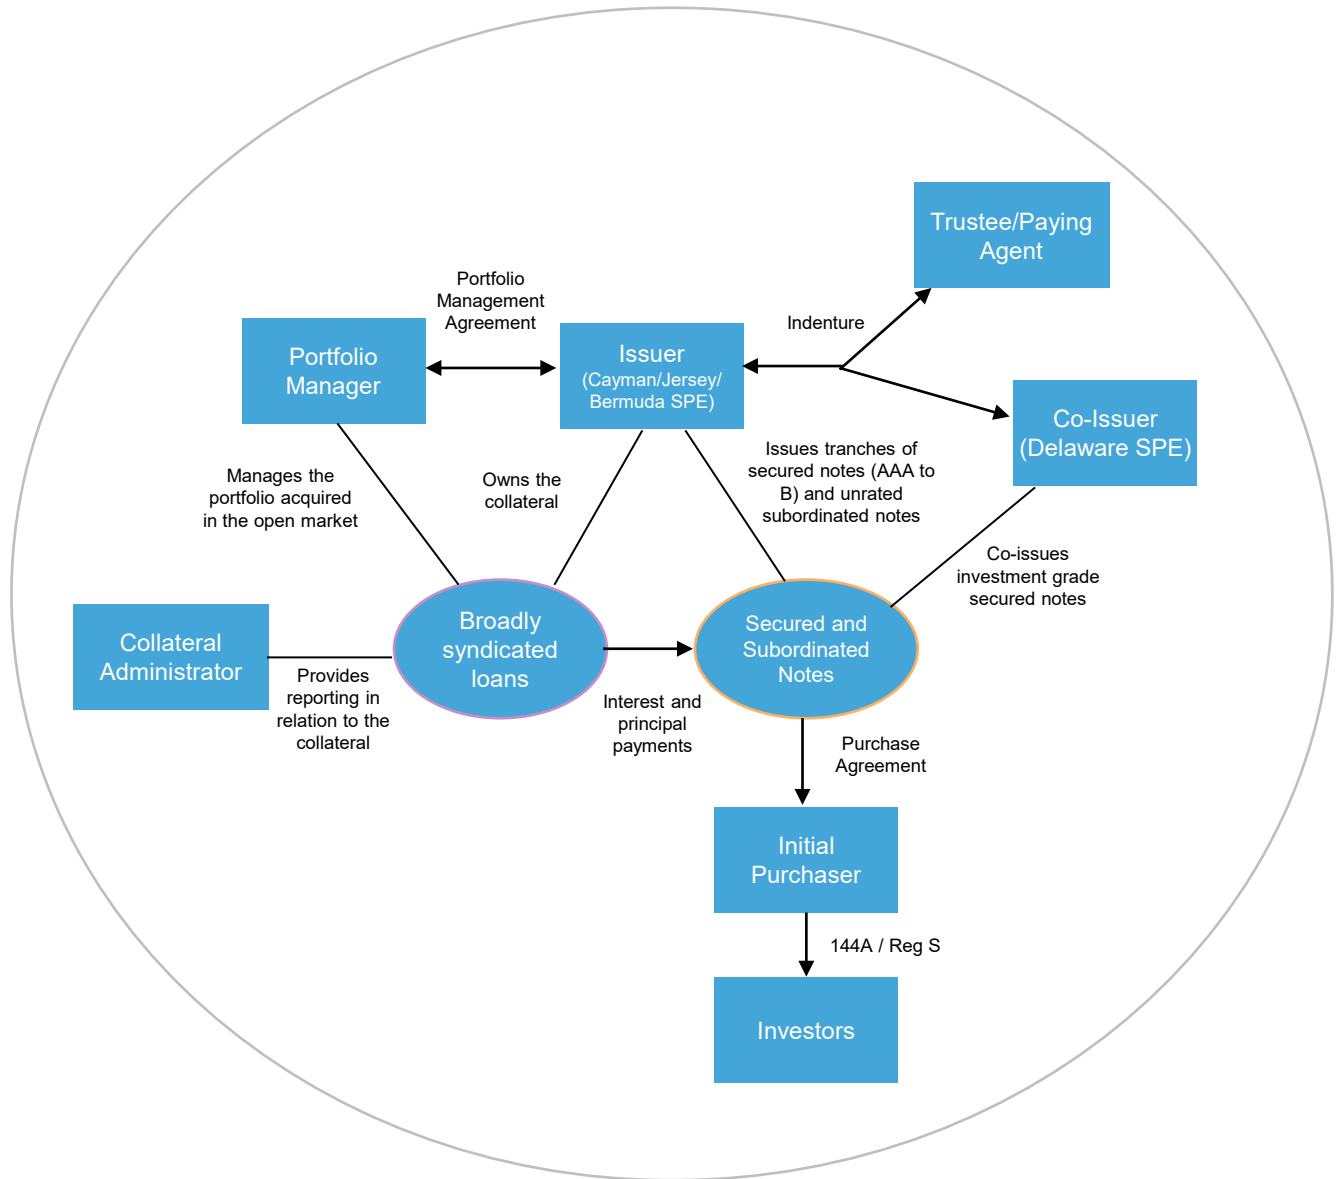 Trustee/Paying
Agent
Portfolio
Management
Agreement
Indenture
Portfolio
Manager
Issuer
(Cayman/Jersey/
Bermuda SPE)
Co-Issuer
(Delaware SPE)
Manages the
portfolio acquired
in the open market
Owns the
collateral
Issues tranches of
secured notes (AAA to
B) and unrated
subordinated notes
Co-issues
investment grade
secured notes
Collateral
Administrator
Broadly
syndicated
loans
Secured and
Subordinated
Notes
Provides
reporting in
relation to the
collateral
Interest and
principal
payments
Purchase
Agreement
Initial
Purchaser
144A / Reg S
Investors